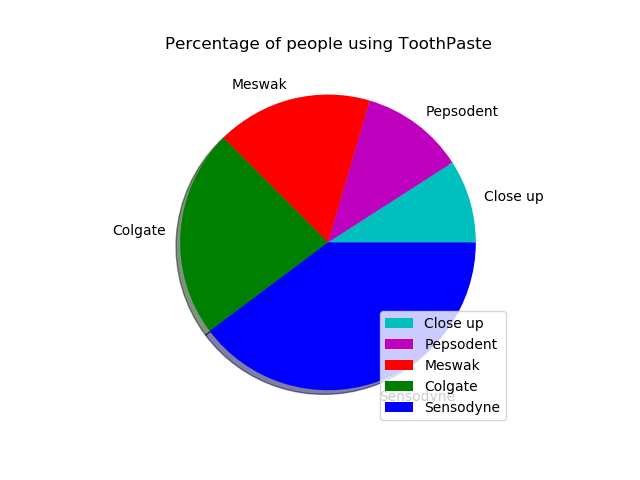 Percentage of people using ToothPaste
Meswak
Pepsodent
Close up
Colgate
Sensodyne
Close up
Pepsodent
Meswak
Colgate
Sensodyne